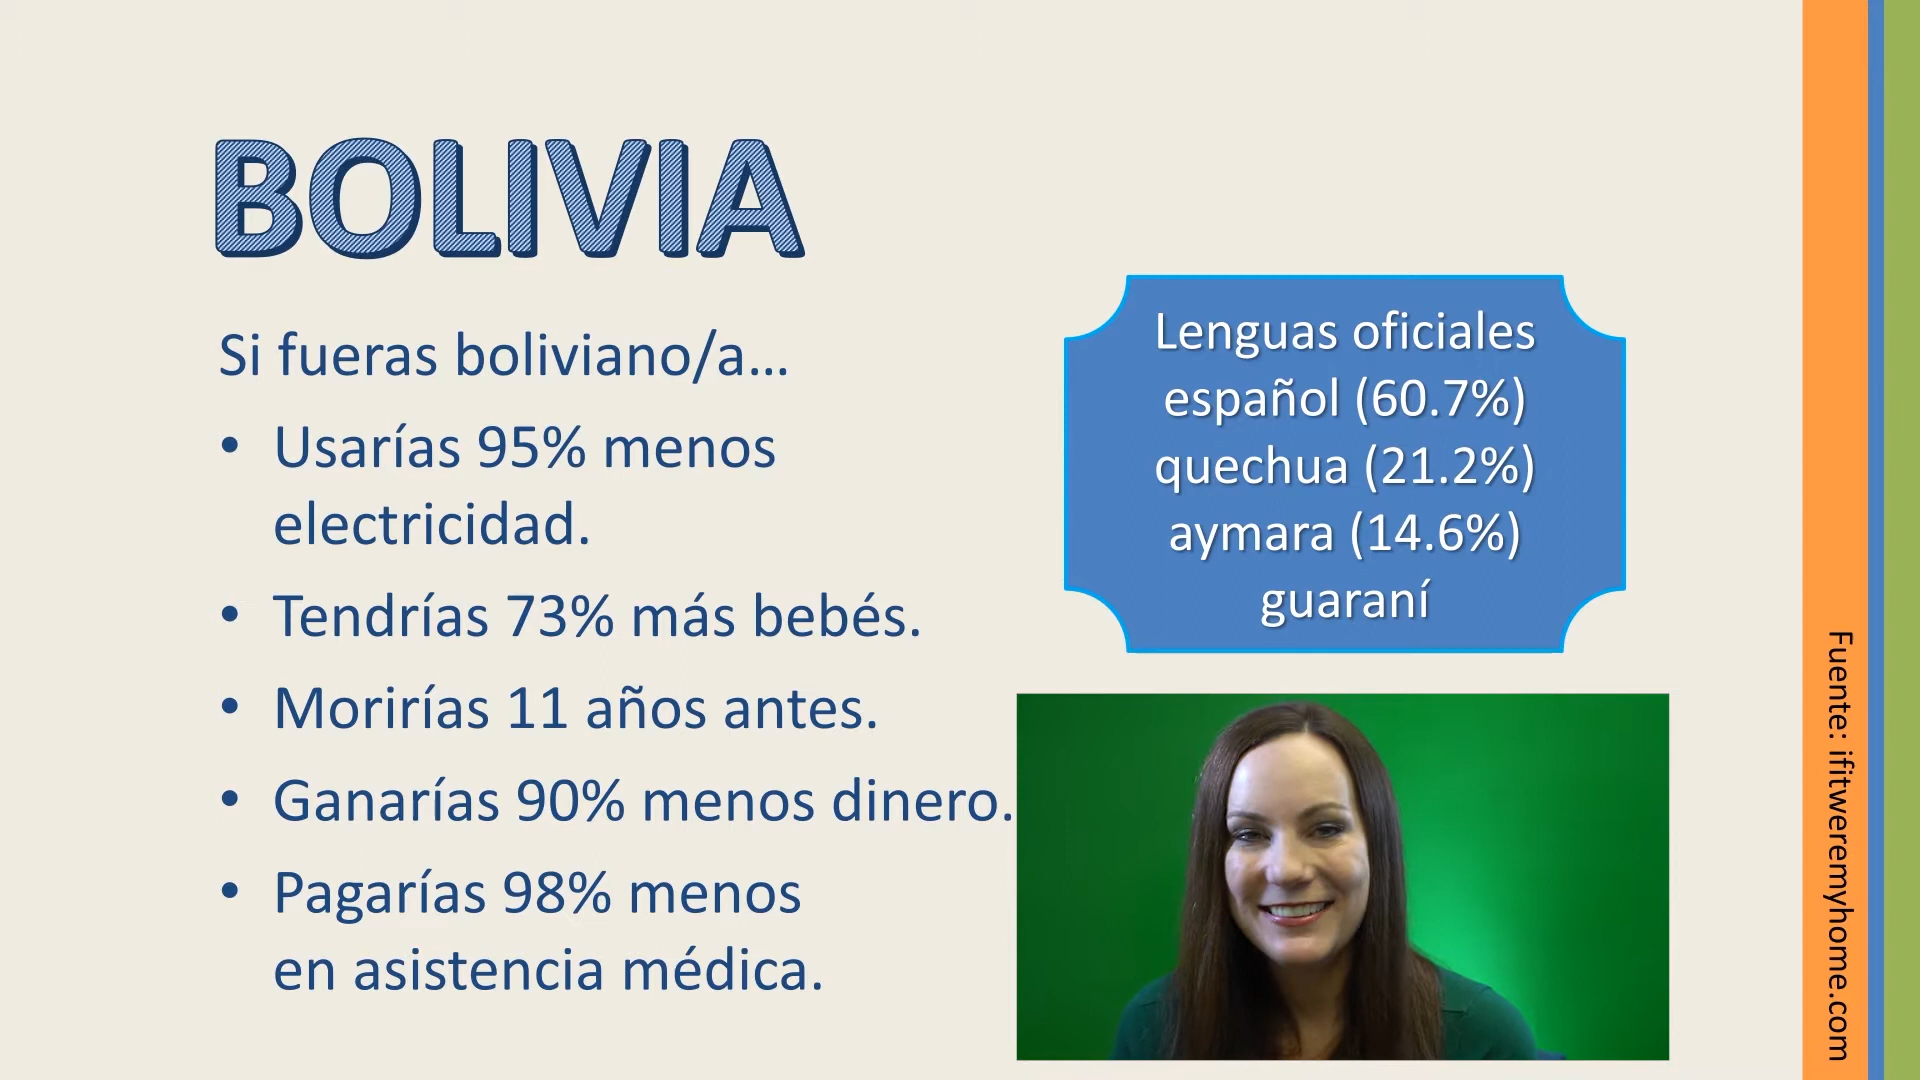 BOLIVIA
Si fueras boliviano/a...
• Usarías 95% menos
electricidad.
• Tendrías 73% más bebés.
• Morirías 11 años antes.
• Ganarías 90% menos dinero.
• Pagarías 98% menos
en asistencia médica.
Lenguas oficiales
español (60.7%)
quechua (21.2%)
aymara (14.6%)
guaraní
Fuente: ifitweremyhome.com